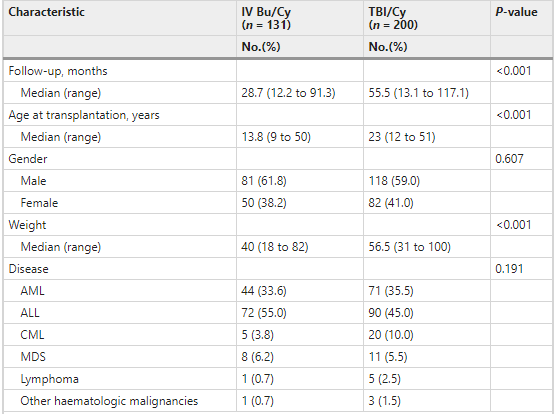 Characteristic IV Bu/Cy (n = 131) TBI/Cy (n = 200) P-value
No.(%) No.(%)
Follow-up, months <0.001
Median (range) 28.7 (12.2 to 91.3) 55.5 (13.1 to 117.1)
Age at transplantation, years <0.001
Median (range) 13.8 (9 to 50) 23 (12 to 51)
Gender 0.607
Male 81 (61.8) 118 (59.0)
Female 50 (38.2) 82 (41.0)
Weight <0.001
Median (range) 40 (18 to 82) 56.5 (31 to 100)
Disease 0.191
AML 44 (33.6) 71 (35.5)
ALL 72 (55.0) 90 (45.0)
CML 5 (3.8) 20 (10.0)
MDS 8 (6.2) 11 (5.5)
Lymphoma 1 (0.7) 5 (2.5)
Other haematologic malignancies 1 (0.7) 3 (1.5)